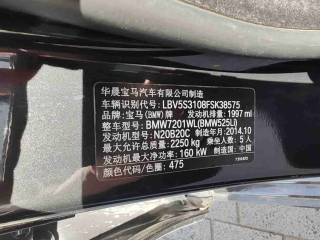 华晨宝马汽车有限公司制造
车辆识别代号: LBV5S3108FSK38575
品牌: 宝马(BMW)牌 发动机排量: 1997 ml
整车型号: BMW7201WL(BMW525Li)
发动机型号: N20B20C 制造年月: 2014.10
最大允许总质量: 2250 kg 乘坐人数: 5人
发动机最大净功率: 160 kW 制造国: 中国
颜色代码/色圈: 475